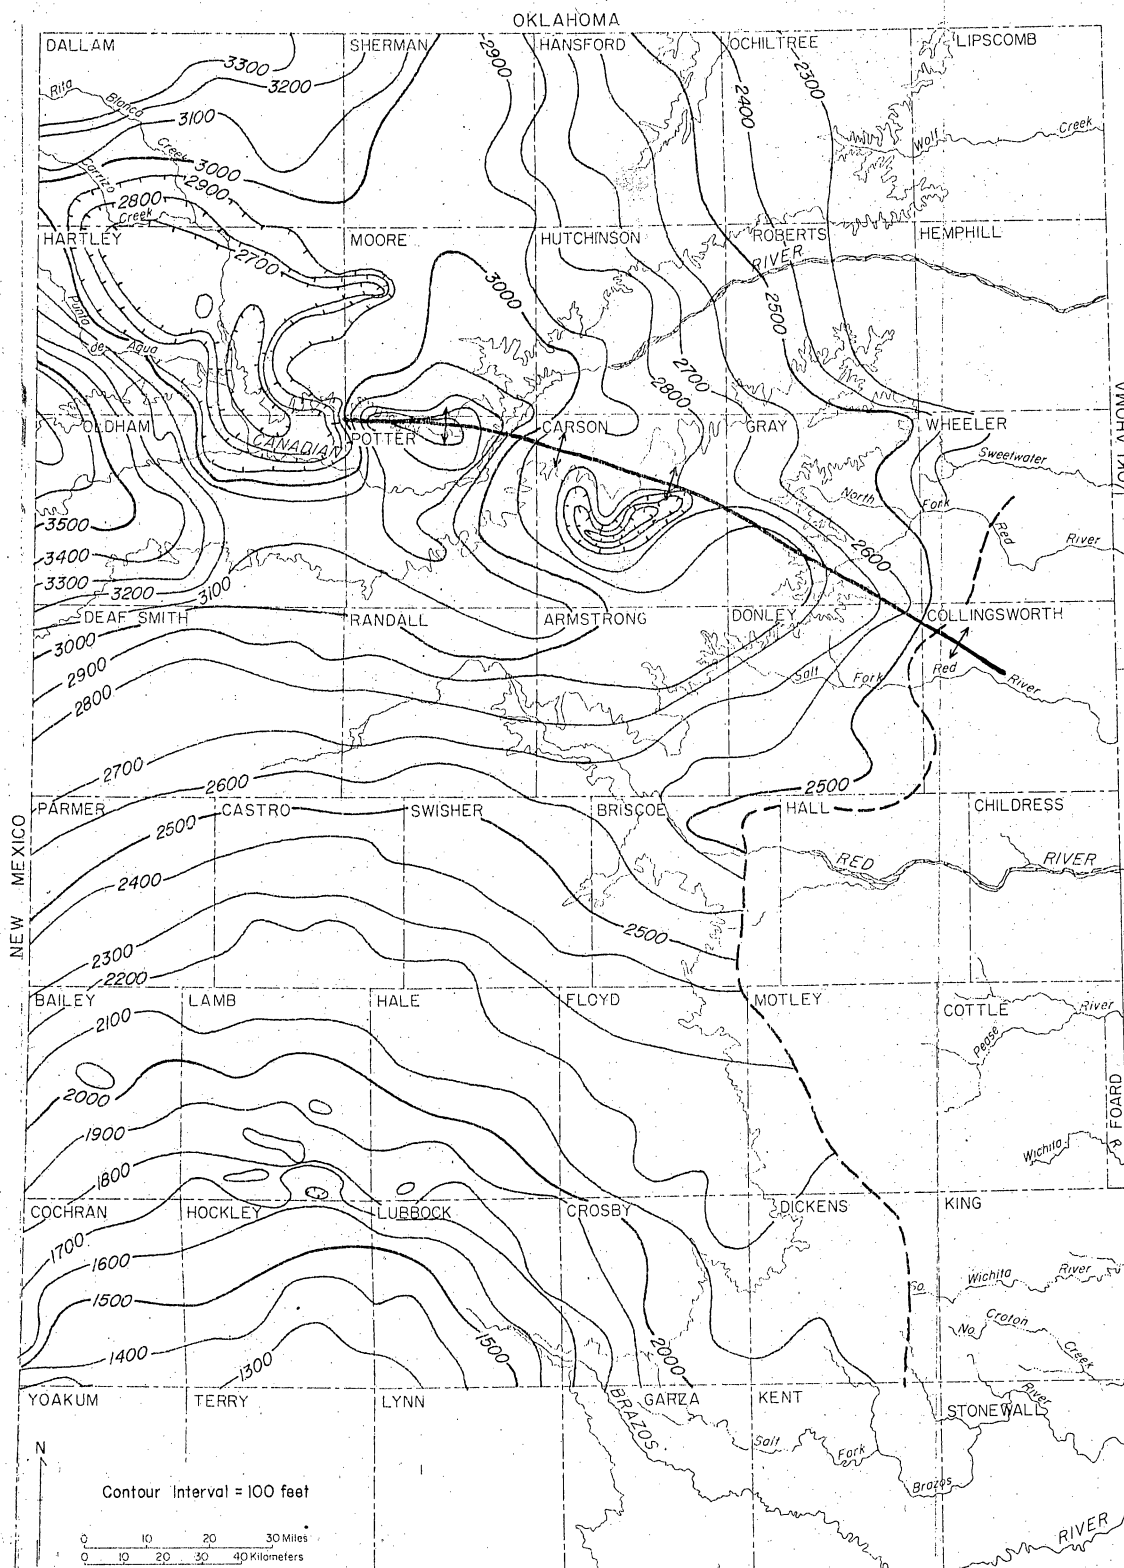 OKLAHOMA
DALLAM
SHERMAN
HANSFORD
OCHILTREE
LIPSCOMB
2900
3300
3200
2300
2400
Rita
Blanca
Creek
3100
Wolf
Creek
3000
Carrizo
Creek
2900
2800
HARTLEY
MOORE
HUTCHINSON
ROBERTS
HEMPHILL
2700
RIVER
3000
2500
Punta
de
Agua
2700
2800
OKLAHOMA
OLDHAM
CANADIAN
POTTER
CARSON
GRAY
WHEELER
Sweetwater
North
Fork
Red
River
3500
2600
3400
3300
3200
3100
DEAF SMITH
RANDALL
ARMSTRONG
DONLEY
COLLINGSWORTH
3000
2900
Salt
Fork
Red
River
2800
2700
2600
2500
PARMER
CASTRO
SWISHER
BRISCOE
HALL
CHILDRESS
NEW MEXICO
2500
RED
RIVER
2400
2500
2300
2200
BAILEY
LAMB
HALE
FLOYD
MOTLEY
COTTLE
River
2100
Pease
2000
FOARD
1900
Wichita
1800
COCHRAN
HOCKLEY
LUBBOCK
CROSBY
DICKENS
KING
1700
1600
So.
Wichita
River
1500
No.
Croton
Creek
1400
1300
1500
2000
YOAKUM
TERRY
LYNN
GARZA
KENT
STONEWALL
River
BRAZOS
Salt
Fork
Brazos
RIVER
N
Contour Interval = 100 feet
0 10 20 30 Miles
0 10 20 30 40 Kilometers